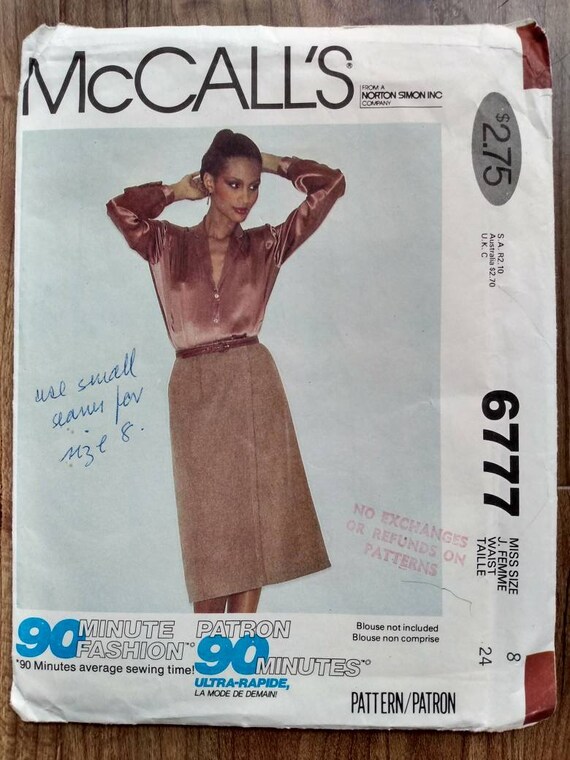 McCALL'S®
FROM A
NORTON SIMON INC
COMPANY
$2.75
S.A. R2.10
Australia $2.70
U.K. C
use small
seams for
size 8.
6777
MISS SIZE
J. FEMME
WAIST
TAILLE
8
24
NO EXCHANGES
OR REFUNDS ON
PATTERNS
90 MINUTE
FASHION*©
*90 Minutes average sewing time!
PATRON
90 MINUTES*©
ULTRA-RAPIDE,
LA MODE DE DEMAIN!
Blouse not included
Blouse non comprise
PATTERN/PATRON